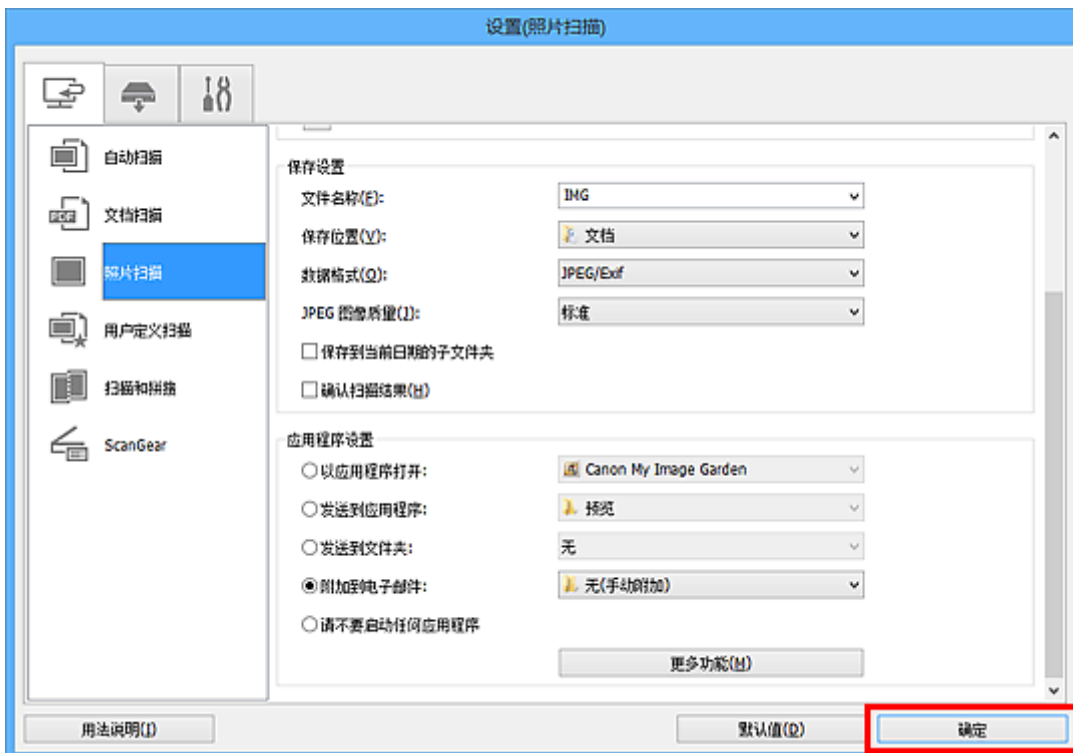 设置(照片扫描)
自动扫描
PDF 文档扫描
照片扫描
用户定义扫描
扫描和拼接
ScanGear
保存设置
文件名称(F): IMG
保存位置(V): 文档
数据格式(O): JPEG/Exif
JPEG 图像质量(J): 标准
保存到当前日期的子文件夹
确认扫描结果(H)
应用程序设置
以应用程序打开: Canon My Image Garden
发送到应用程序: 预览
发送到文件夹: 无
附加到电子邮件: 无(手动附加)
请不要启动任何应用程序
更多功能(M)
用法说明(I)
默认值(D)
确定